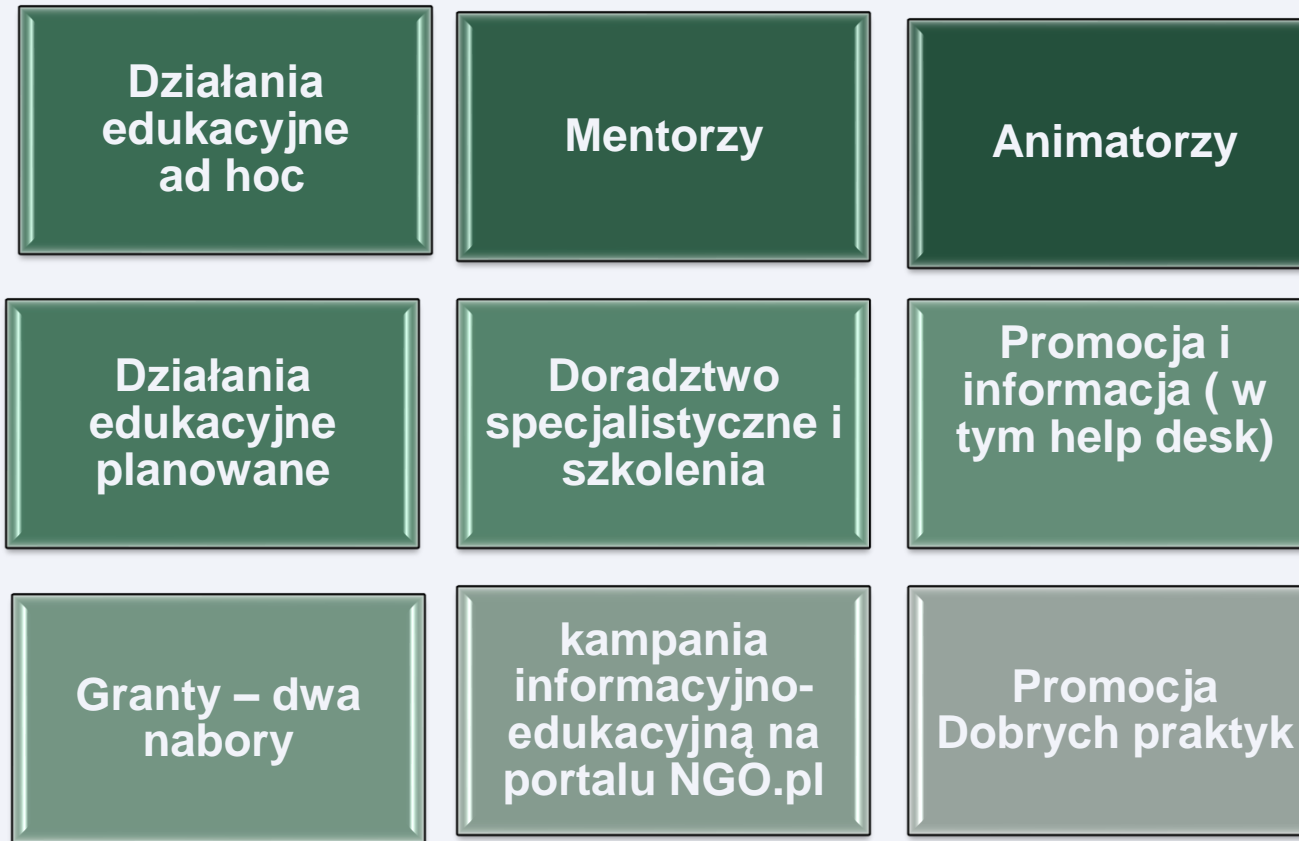 Działania
edukacyjne
ad hoc
Mentorzy
Animatorzy
Działania
edukacyjne
planowane
Doradztwo
specjalistyczne i
szkolenia
Promocja i
informacja ( w
tym help desk)
Granty – dwa
nabory
kampania
informacyjno-
edukacyjną na
portalu NGO.pl
Promocja
Dobrych praktyk